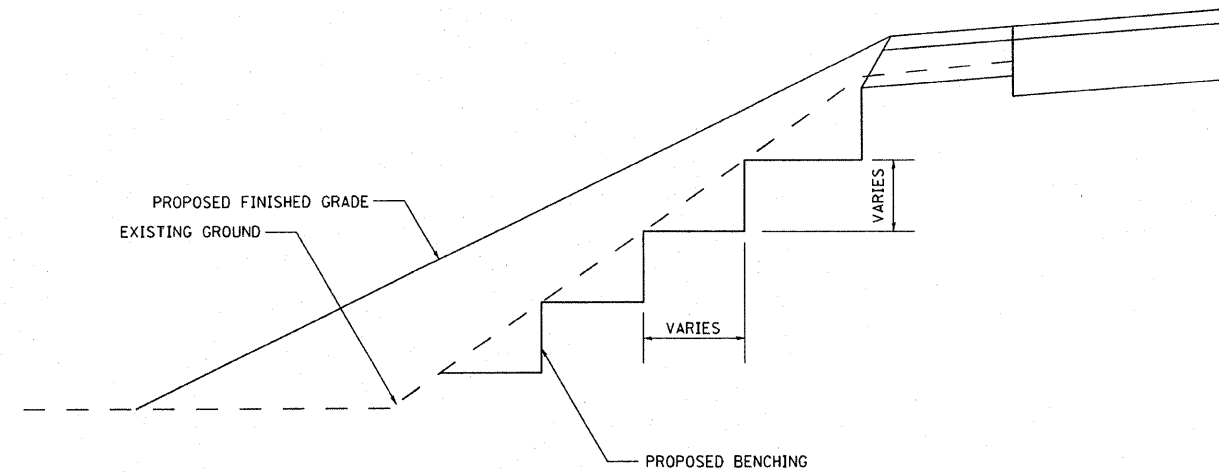 PROPOSED FINISHED GRADE
EXISTING GROUND
VARIES
VARIES
PROPOSED BENCHING